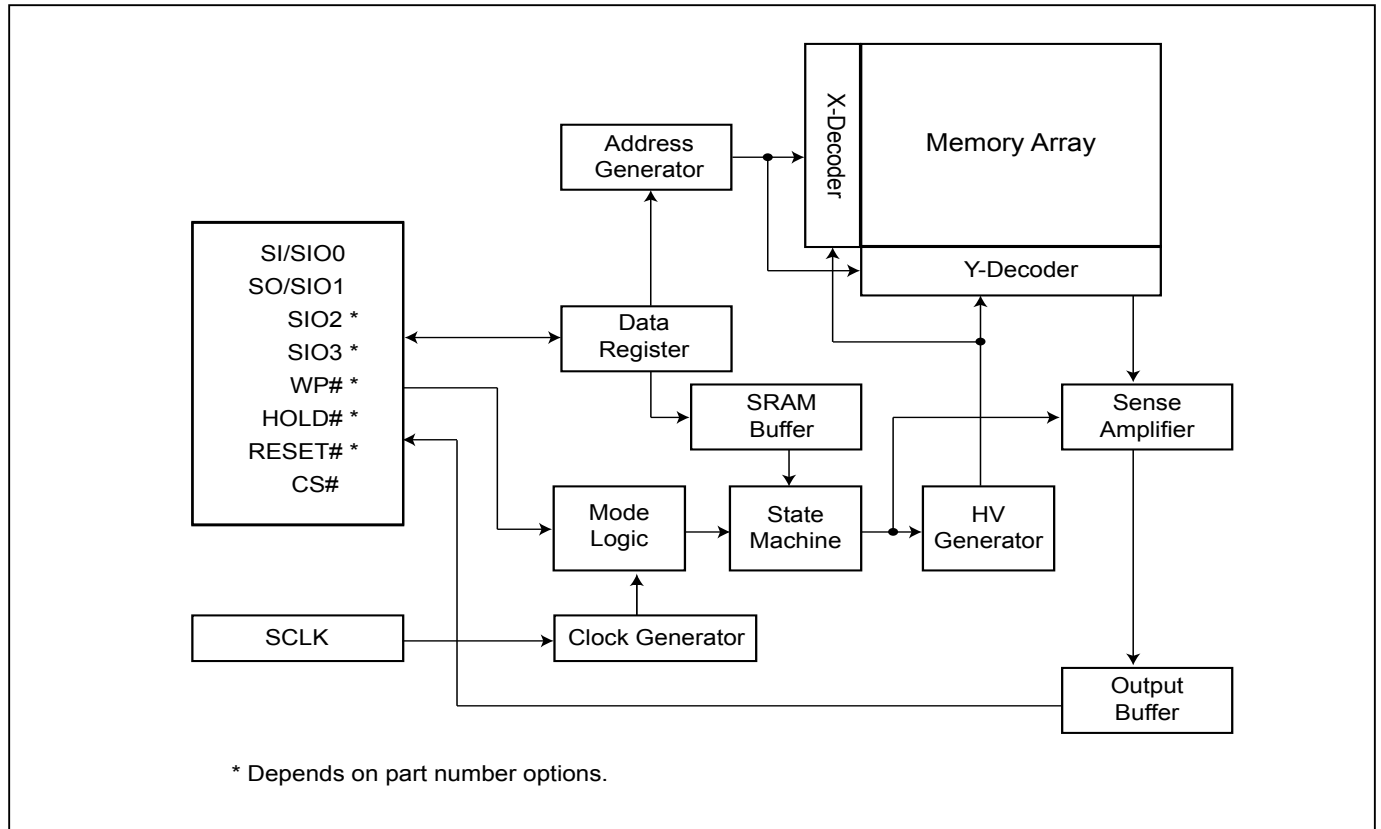 X-Decoder
Memory Array
Address
Generator
SI/SIO0
SO/SIO1
SIO2 *
SIO3 *
WP# *
HOLD# *
RESET# *
CS#
Y-Decoder
Data
Register
SRAM
Buffer
Sense
Amplifier
Mode
Logic
State
Machine
HV
Generator
SCLK
Clock Generator
Output
Buffer
* Depends on part number options.